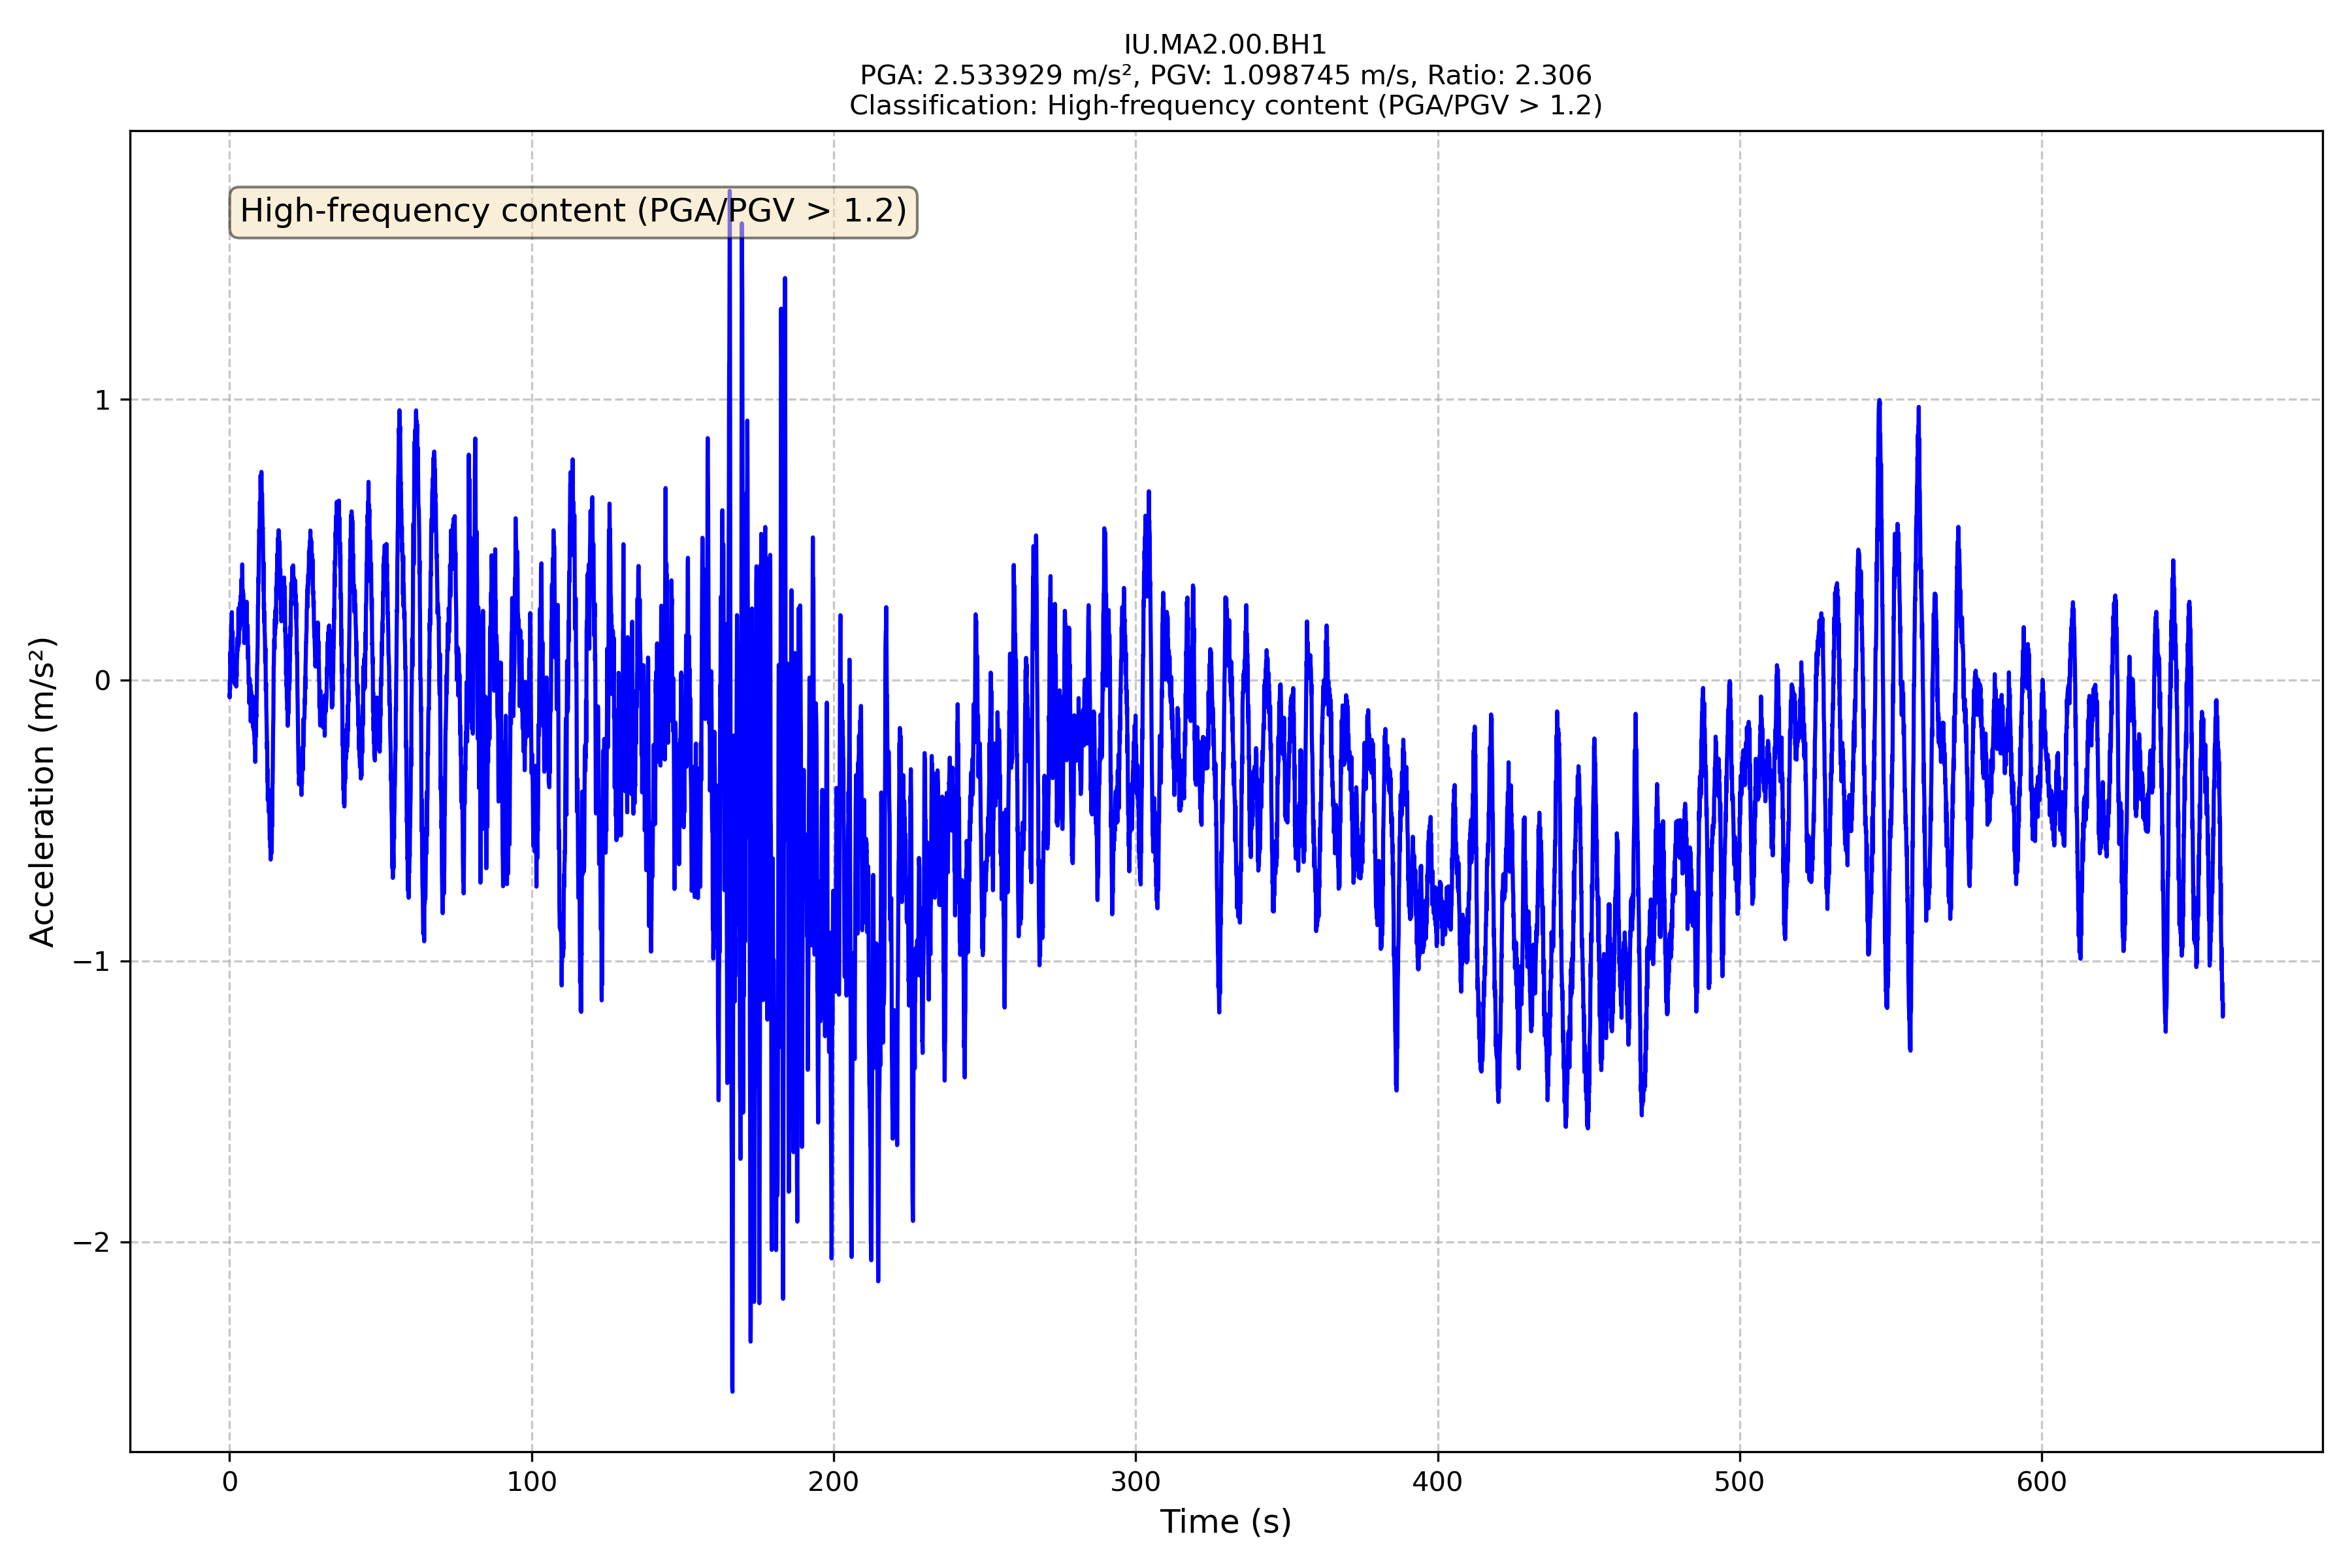 IU.MA2.00.BH1
PGA: 2.533929 m/s², PGV: 1.098745 m/s, Ratio: 2.306
Classification: High-frequency content (PGA/PGV > 1.2)
High-frequency content (PGA/PGV > 1.2)
Acceleration (m/s²)
1
0
−1
−2
0 100 200 300 400 500 600
Time (s)